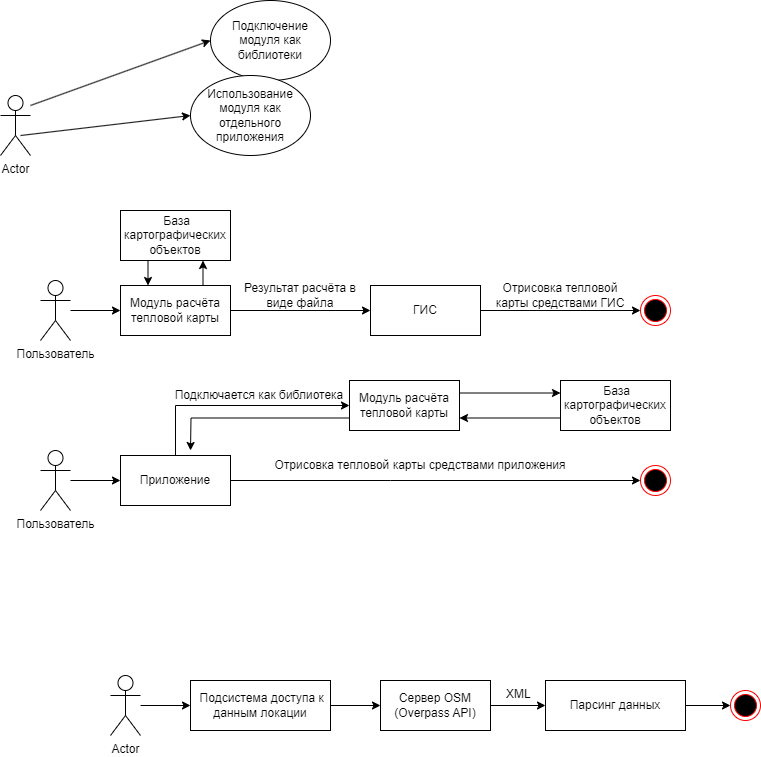 Подключение
модуля как
библиотеки
Использование
модуля как
отдельного
приложения
Actor
База
картографических
объектов
Модуль расчёта
тепловой карты
Результат расчёта в
виде файла
ГИС
Отрисовка тепловой
карты средствами ГИС
Пользователь
Подключается как библиотека
Модуль расчёта
тепловой карты
База
картографических
объектов
Приложение
Отрисовка тепловой карты средствами приложения
Пользователь
Подсистема доступа к
данным локации
Сервер OSM
(Overpass API)
XML
Парсинг данных
Actor